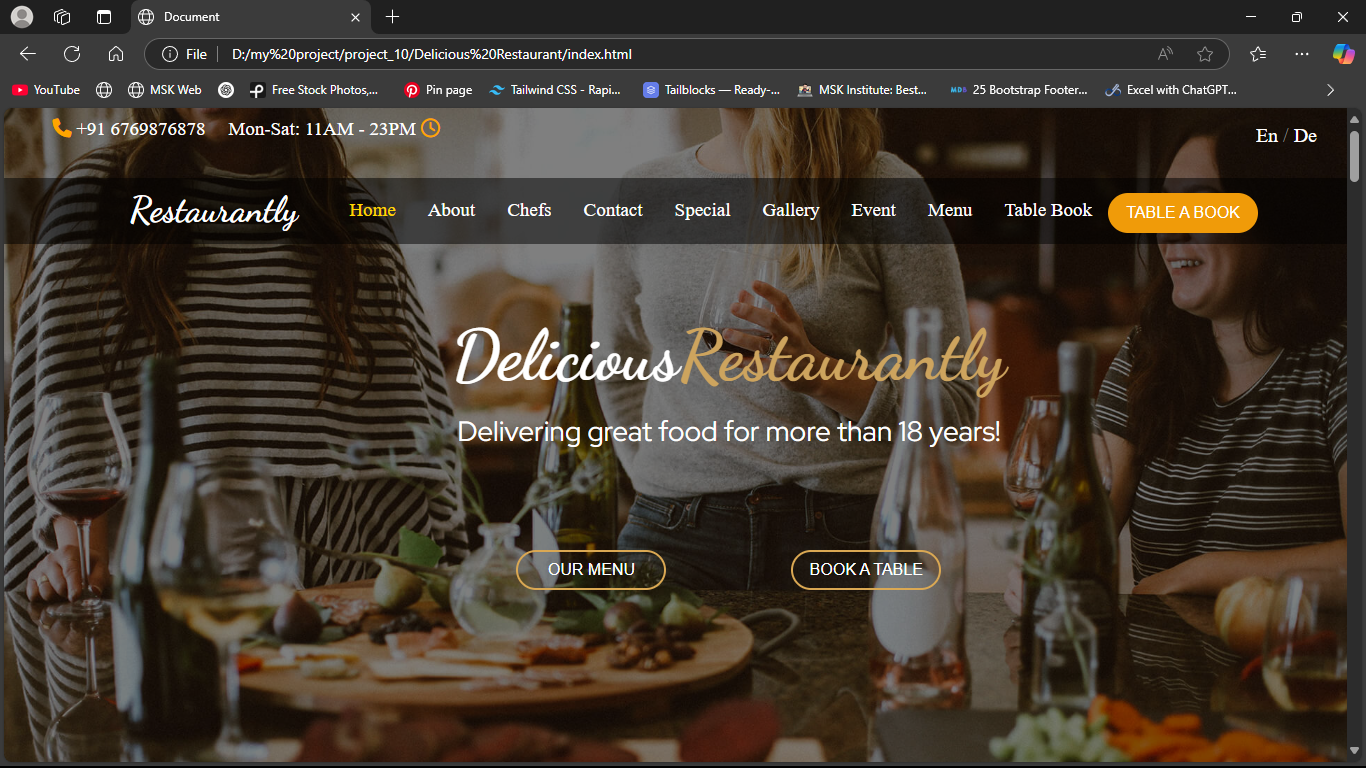 Document
File D:/my%20project/project_10/Delicious%20Restaurant/index.html
YouTube MSK Web Free Stock Photos,... Pin page Tailwind CSS - Rapi... Tailblocks — Ready-... MSK Institute: Best... MDB 25 Bootstrap Footer... Excel with ChatGPT...
+91 6769876878 Mon-Sat: 11AM - 23PM
En / De
Restaurantly Home About Chefs Contact Special Gallery Event Menu Table Book TABLE A BOOK
DeliciousRestaurantly
Delivering great food for more than 18 years!
OUR MENU BOOK A TABLE